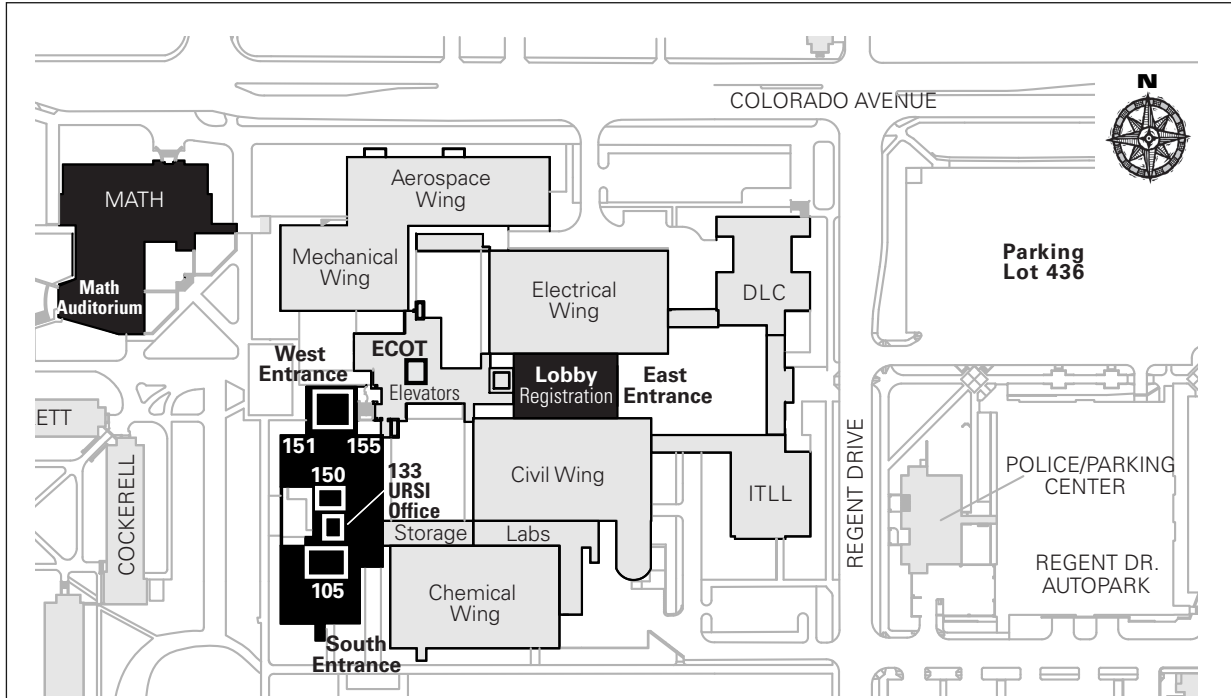 N
COLORADO AVENUE
MATH
Aerospace
Wing
Mechanical
Wing
Parking
Lot 436
Math
Auditorium
Electrical
Wing
DLC
West
Entrance
ECOT
Elevators
Lobby
Registration
East
Entrance
ETT
151
155
150
133
URSI
Office
Civil Wing
ITLL
REGENT DRIVE
POLICE/PARKING
CENTER
COCKERELL
Storage
Labs
105
Chemical
Wing
REGENT DR.
AUTOPARK
South
Entrance